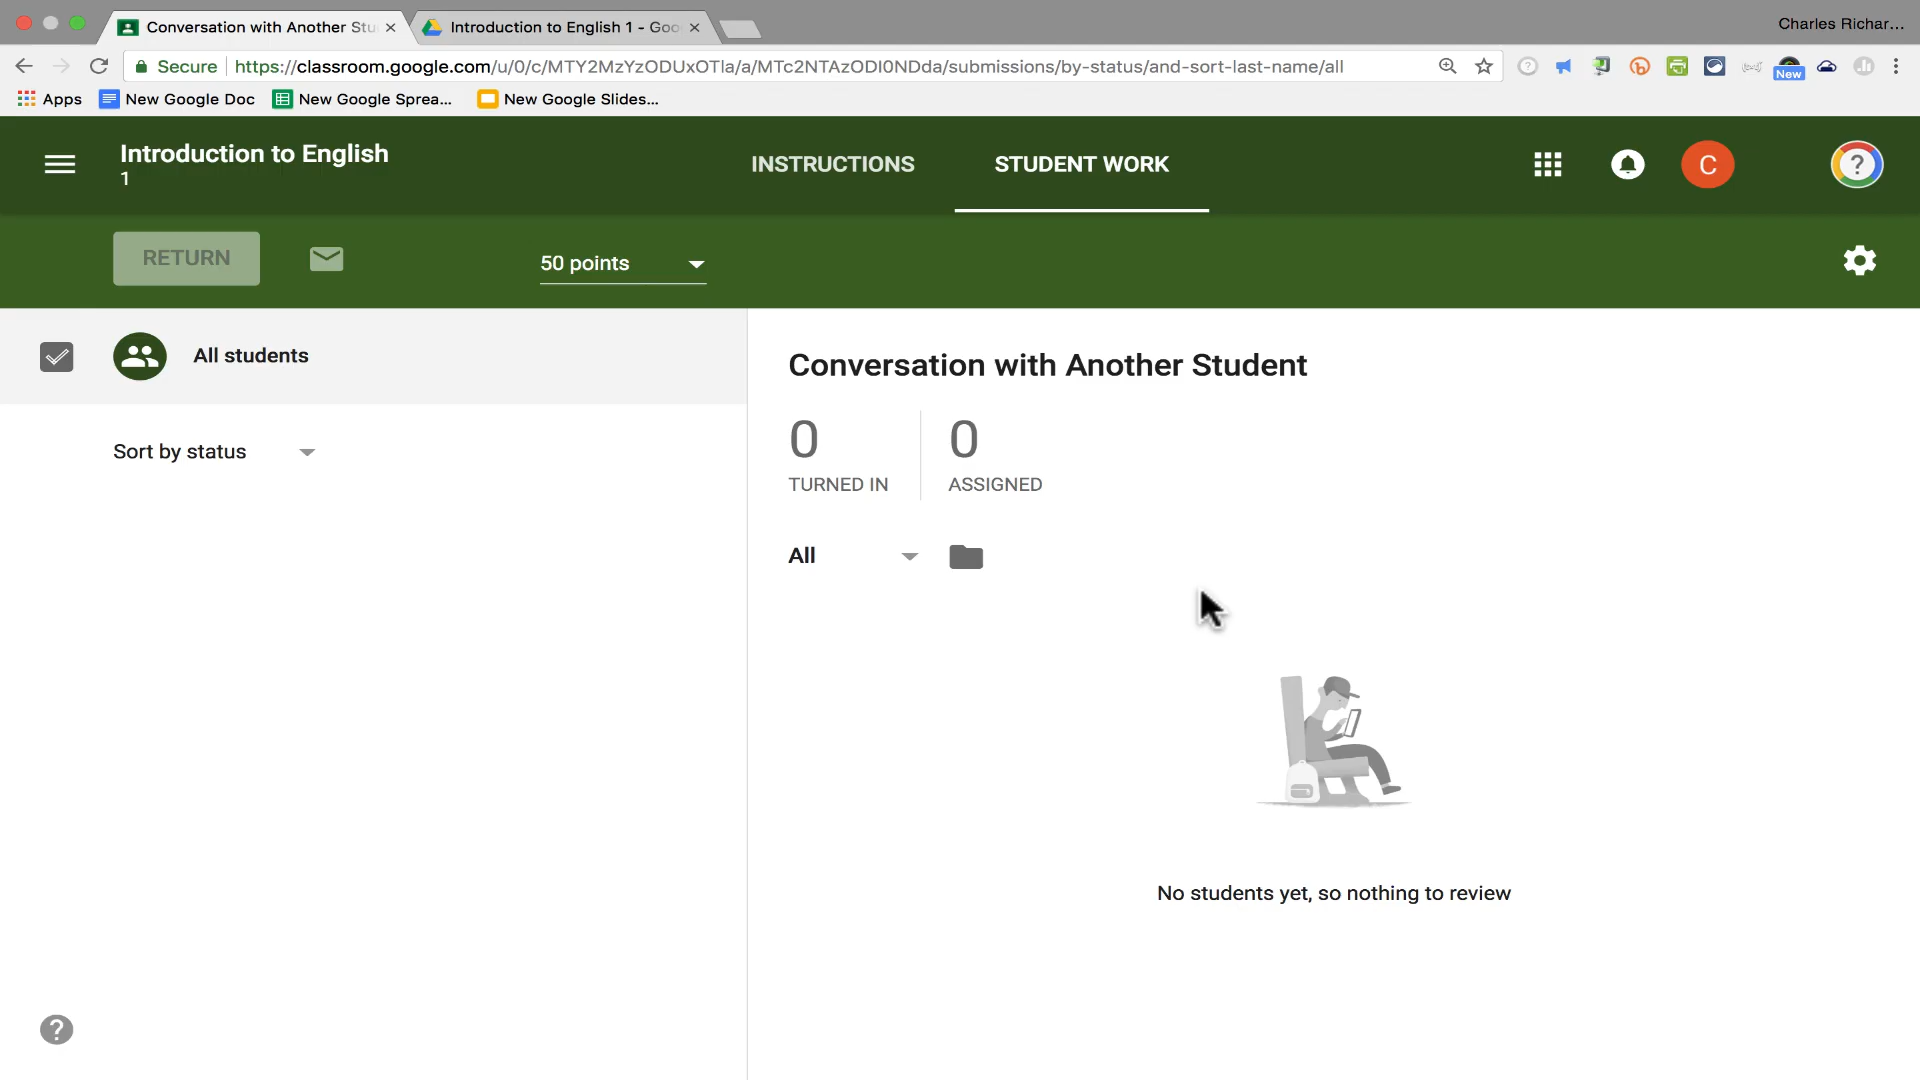 Conversation with Another Stu
Introduction to English 1 - Goo
Charles Richar...
Secure
https://classroom.google.com/u/0/c/MTY2MzYzODUxOTla/a/MTc2NTAzODI0NDda/submissions/by-status/and-sort-last-name/all
New
Apps
New Google Doc
New Google Sprea...
New Google Slides...
Introduction to English
1
INSTRUCTIONS
STUDENT WORK
C
?
RETURN
50 points
All students
Sort by status
Conversation with Another Student
0
TURNED IN
0
ASSIGNED
All
No students yet, so nothing to review
?